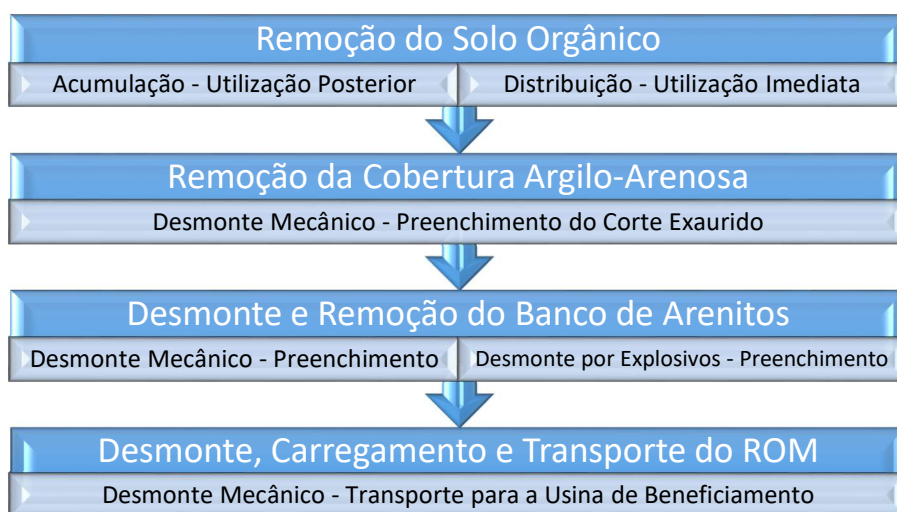 Remoção do Solo Orgânico
Acumulação - Utilização Posterior
Distribuição - Utilização Imediata
Remoção da Cobertura Argilo-Arenosa
Desmonte Mecânico - Preenchimento do Corte Exaurido
Desmonte e Remoção do Banco de Arenitos
Desmonte Mecânico - Preenchimento
Desmonte por Explosivos - Preenchimento
Desmonte, Carregamento e Transporte do ROM
Desmonte Mecânico - Transporte para a Usina de Beneficiamento